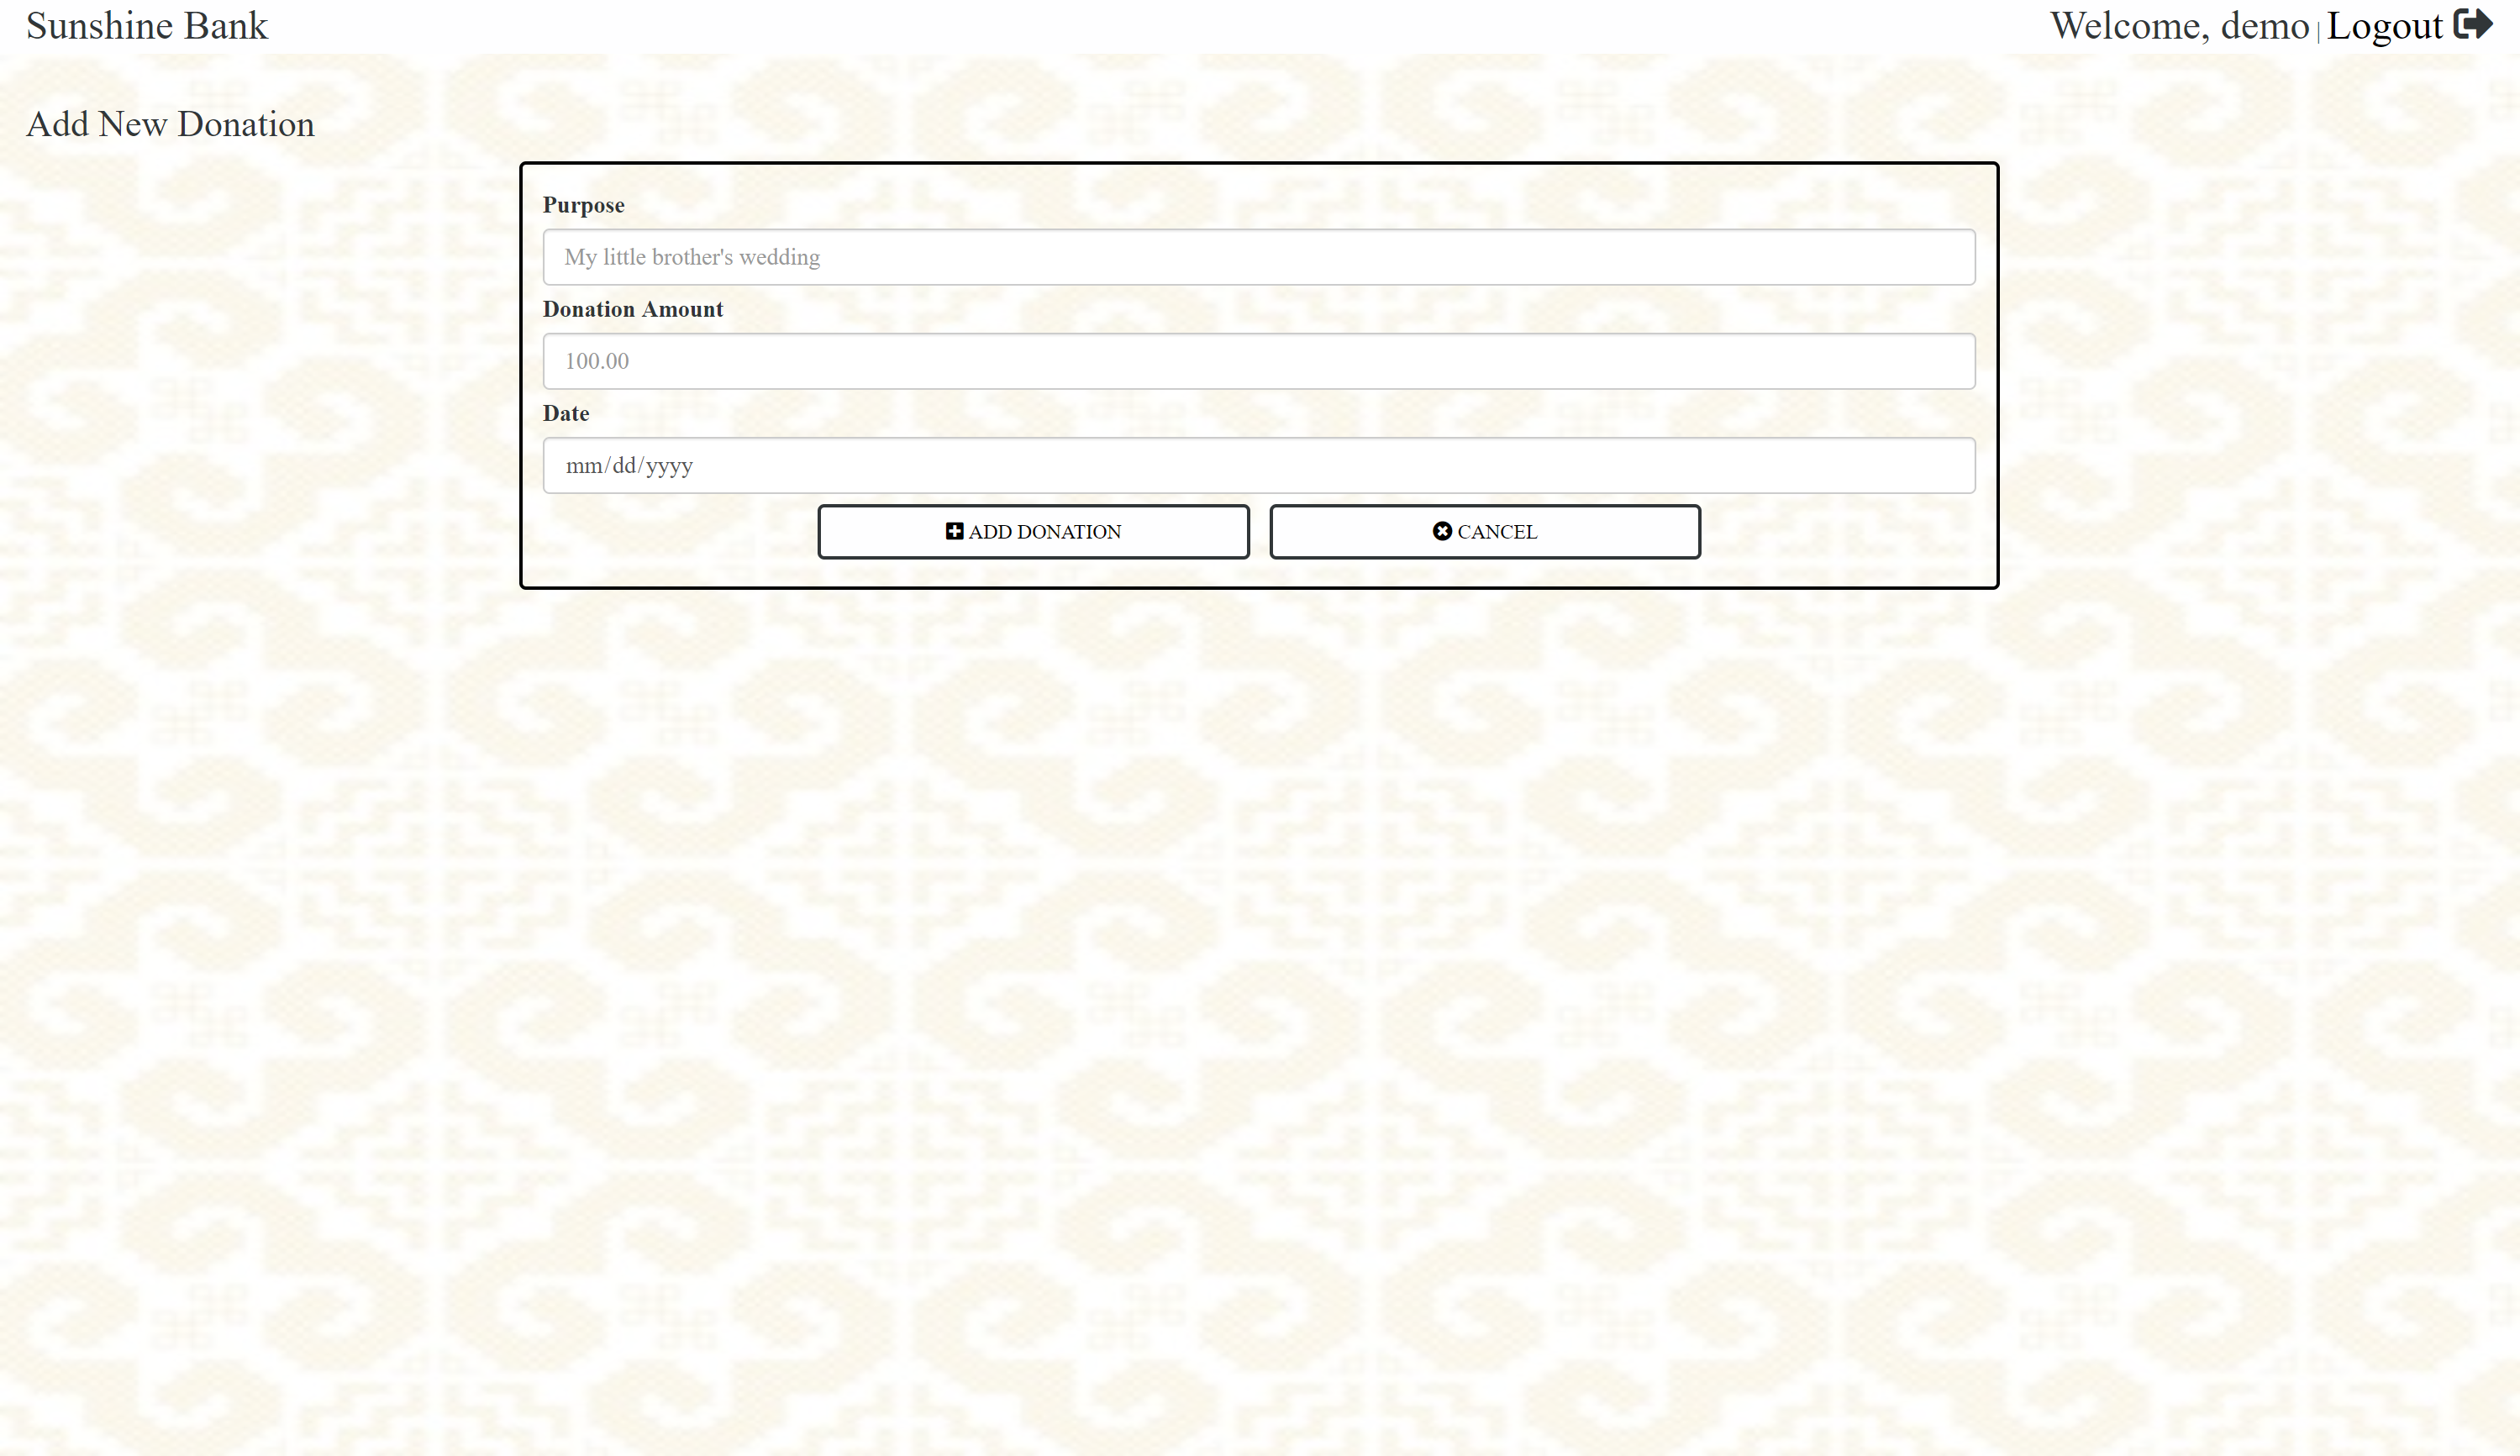 Sunshine Bank
Welcome, demo | Logout
Add New Donation
Purpose
My little brother's wedding
Donation Amount
100.00
Date
mm/dd/yyyy
ADD DONATION
CANCEL